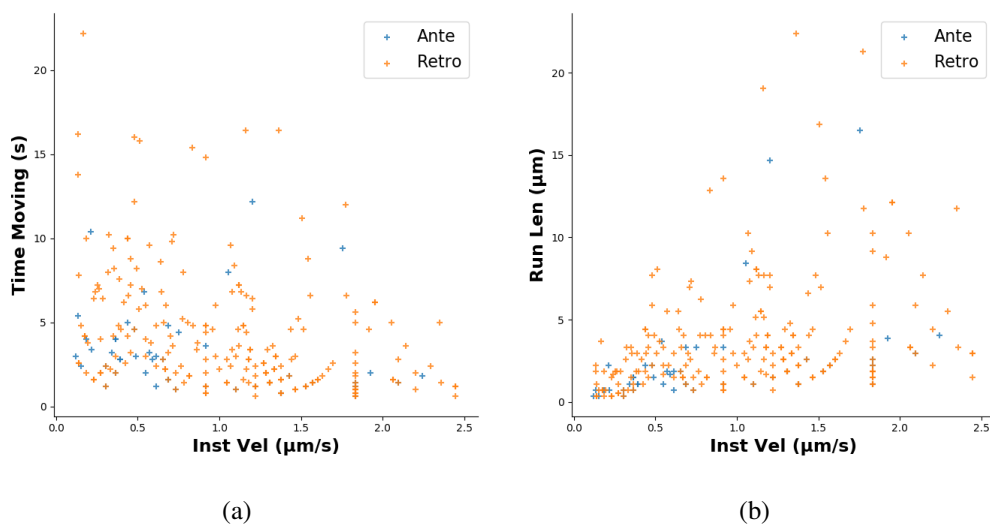 Ante
Retro
Time Moving (s)
20
15
10
5
0
0.0 0.5 1.0 1.5 2.0 2.5
Inst Vel (μm/s)
(a)
Ante
Retro
Run Len (μm)
20
15
10
5
0
0.0 0.5 1.0 1.5 2.0 2.5
Inst Vel (μm/s)
(b)